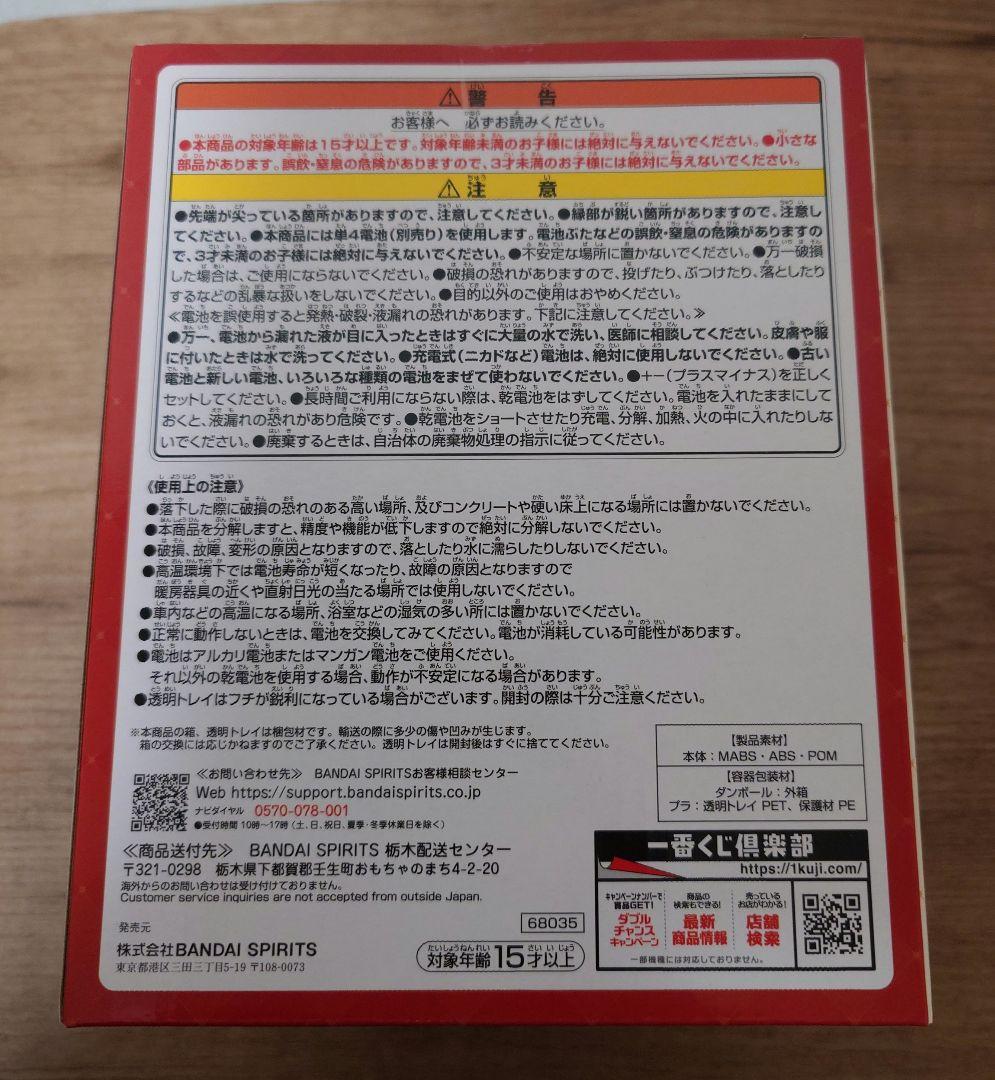 ⚠警告
お客様へ 必ずお読みください。
●本商品の対象年齢は15才以上です。対象年齢未満のお子様には絶対に与えないでください。●小さな
部品があります。誤飲・窒息の危険がありますので、3才未満のお子様には絶対に与えないでください。
⚠注意
●先端が尖っている箇所がありますので、注意してください。●縁部が鋭い箇所がありますので、注意し
てください。●本商品には単4電池(別売り)を使用します。電池ぶたなどの誤飲・窒息の危険がありますの
で、3才未満のお子様には絶対に与えないでください。●不安定な場所に置かないでください。●万一破損
した場合は、ご使用にならないでください。●破損の恐れがありますので、投げたり、ぶつけたり、落としたり
するなどの乱暴な扱いをしないでください。●目的以外のご使用はおやめください。
≪電池を誤使用すると発熱・破裂・液漏れの恐れがあります。下記に注意してください。≫
●万一、電池から漏れた液が目に入ったときはすぐに大量の水で洗い、医師に相談してください。皮膚や服
に付いたときは水で洗ってください。●充電式(ニカドなど)電池は、絶対に使用しないでください。●古い
電池と新しい電池、いろいろな種類の電池をまぜて使わないでください。●+−(プラスマイナス)を正しく
セットしてください。●長時間ご利用にならない際は、乾電池をはずしてください。電池を入れたままにして
おくと、液漏れの恐れがあり危険です。●乾電池をショートさせたり充電、分解、加熱、火の中に入れたりしな
いでください。●廃棄するときは、自治体の廃棄物処理の指示に従ってください。
《使用上の注意》
●落下した際に破損の恐れのある高い場所、及びコンクリートや硬い床上になる場所には置かないでください。
●本商品を分解しますと、精度や機能が低下しますので絶対に分解しないでください。
●破損、故障、変形の原因となりますので、落としたり水に濡らしたりしないでください。
●高温環境下では電池寿命が短くなったり、故障の原因となりますので
暖房器具の近くや直射日光の当たる場所では使用しないでください。
●車内などの高温になる場所、浴室などの湿気の多い所には置かないでください。
●正常に動作しないときは、電池を交換してみてください。電池が消耗している可能性があります。
●電池はアルカリ電池またはマンガン電池をご使用ください。
それ以外の乾電池を使用する場合、動作が不安定になる場合があります。
●透明トレイはフチが鋭利になっている場合がございます。開封の際は十分ご注意ください。
※本商品の箱、透明トレイは梱包材です。輸送の際に多少の傷や凹みが生じます。
箱の交換には応じかねますのでご了承ください。透明トレイは開封後はすぐに捨ててください。
【製品素材】
本体：MABS・ABS・POM
【容器包装材】
ダンボール：外箱
プラ：透明トレイ PET、保護材 PE
≪お問い合わせ先≫ BANDAI SPIRITSお客様相談センター
Web https://support.bandaispirits.co.jp
ナビダイヤル 0570-078-001
●受付時間 10時〜17時（土、日、祝日、夏季・冬季休業日を除く）
≪商品送付先≫ BANDAI SPIRITS 栃木配送センター
〒321-0298 栃木県下都賀郡壬生町おもちゃのまち4-2-20
海外からのお問い合わせは受け付けておりません。
Customer service inquiries are not accepted from outside Japan.
発売元
株式会社BANDAI SPIRITS
東京都港区三田三丁目5-19 〒108-0073
68035
対象年齢15才以上
一番くじ倶楽部
https://1kuji.com/
キャンペーンナンバーで
賞品GET!
ダブル
チャンス
キャンペーン
商品の
検索もできる!
最新
商品情報
売っている
お店がわかる!
店舗
検索
一部機種には対応しておりません。